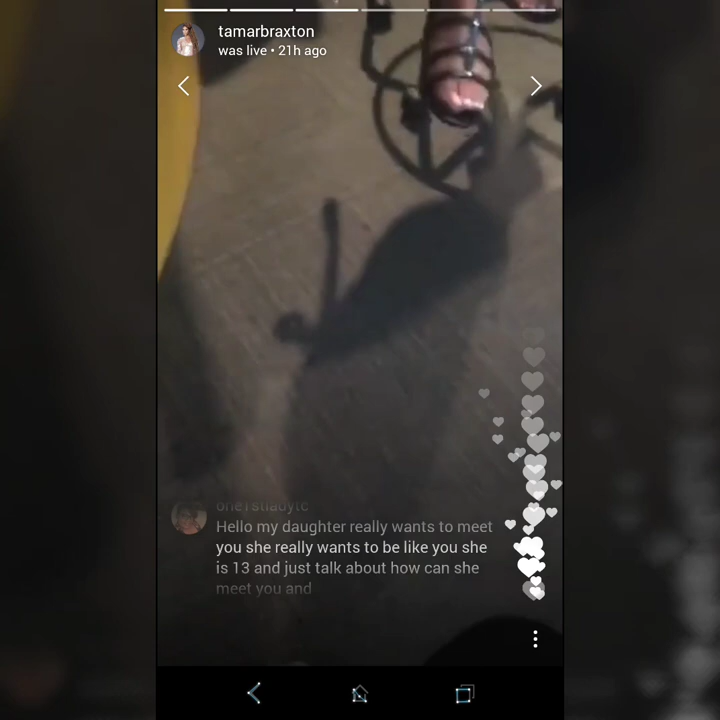 tamarbraxton
was live • 21h ago
one1stladytc
Hello my daughter really wants to meet
you she really wants to be like you she
is 13 and just talk about how can she
meet you and